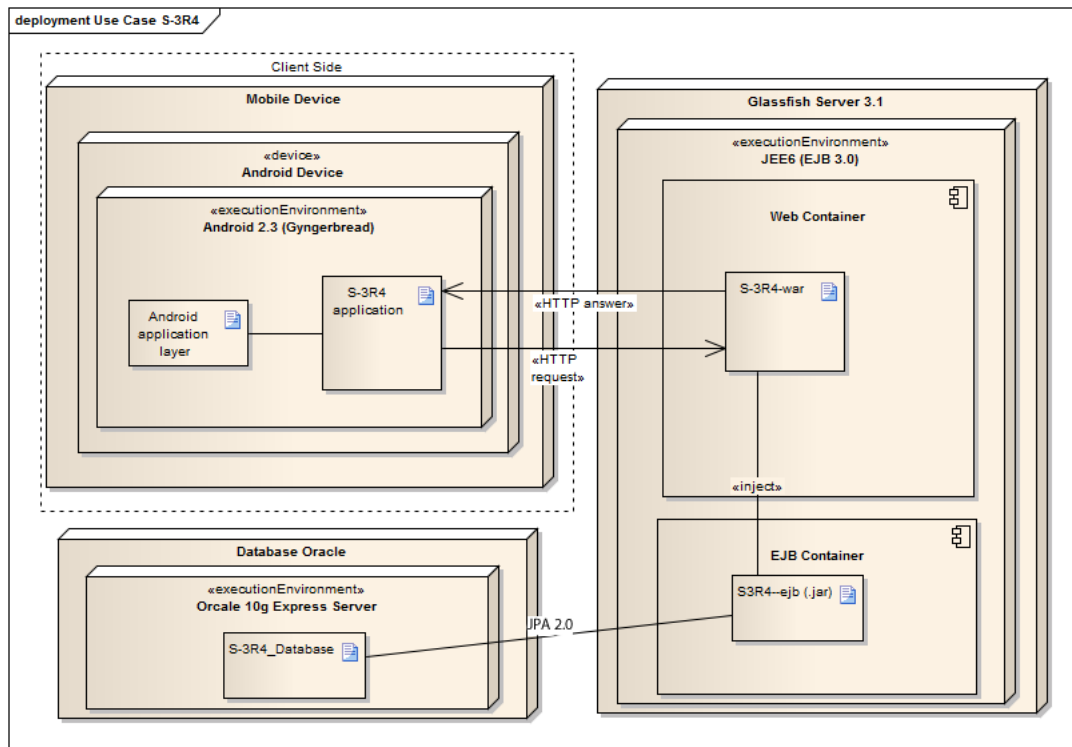 deployment Use Case S-3R4
Client Side
Mobile Device
«device»
Android Device
«executionEnvironment»
Android 2.3 (Gyngerbread)
S-3R4
application
Android
application
layer
«HTTP answer»
«HTTP
request»
Glassfish Server 3.1
«executionEnvironment»
JEE6 (EJB 3.0)
Web Container
S-3R4-war
«inject»
EJB Container
S3R4--ejb (.jar)
Database Oracle
«executionEnvironment»
Orcale 10g Express Server
S-3R4_Database
JPA 2.0